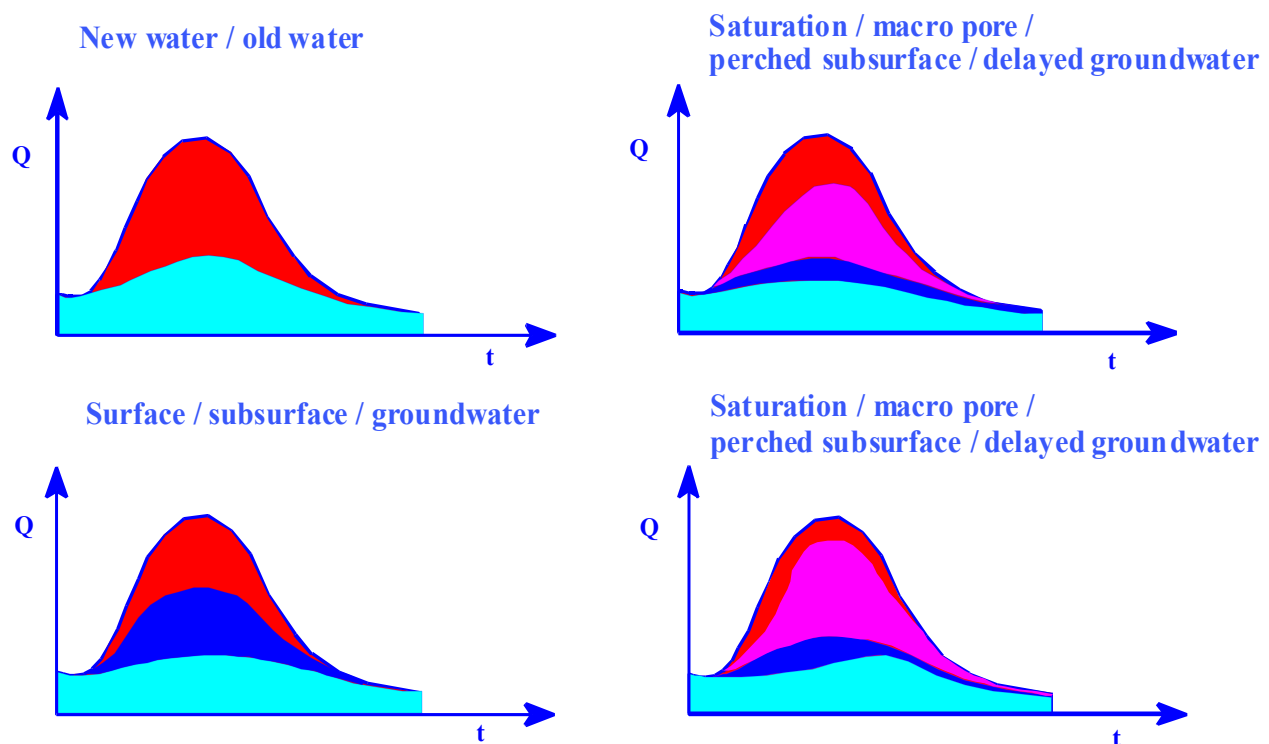 New water / old water
Q
t
Saturation / macro pore /
perched subsurface / delayed groundwater
Q
t
Surface / subsurface / groundwater
Q
t
Saturation / macro pore /
perched subsurface / delayed groundwater
Q
t